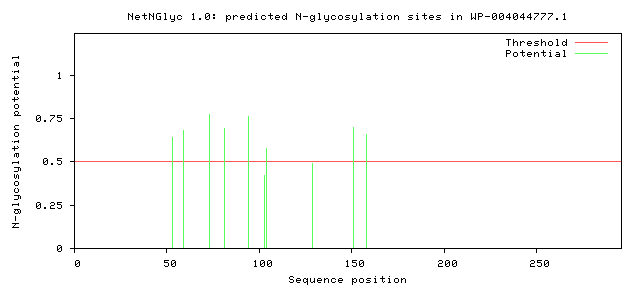 NetNGlyc 1.0: predicted N-glycosylation sites in WP-004044777.1
Threshold
Potential
N-glycosylation potential
1
0.75
0.5
0.25
0
0 50 100 150 200 250
Sequence position